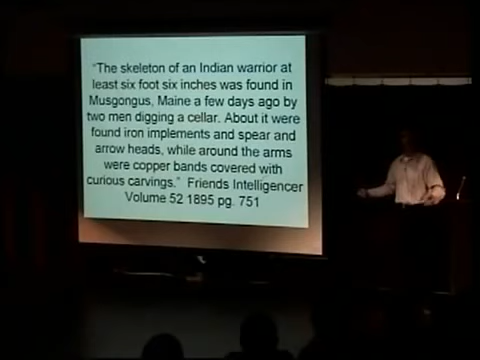 "The skeleton of an Indian warrior at
least six foot six inches was found in
Musgongus, Maine a few days ago by
two men digging a cellar. About it were
found iron implements and spear and
arrow heads, while around the arms
were copper bands covered with
curious carvings." Friends Intelligencer
Volume 52 1895 pg. 751